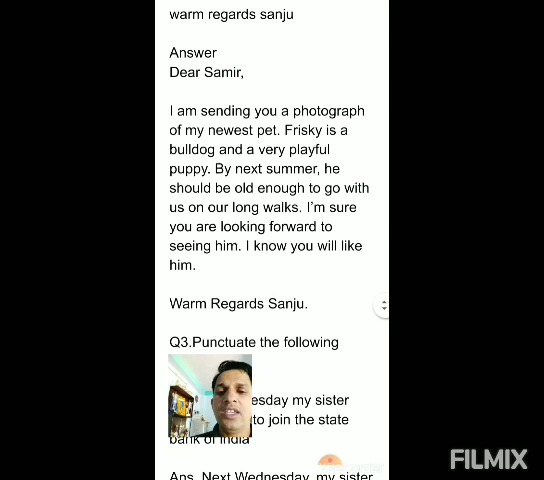 warm regards sanju
Answer
Dear Samir,
I am sending you a photograph
of my newest pet. Frisky is a
bulldog and a very playful
puppy. By next summer, he
should be old enough to go with
us on our long walks. I'm sure
you are looking forward to
seeing him. I know you will like
him.
Warm Regards Sanju.
Q3.Punctuate the following
my sister
to join the state
bank of india
Ans. Next Wednesday, my sister
FILMIX